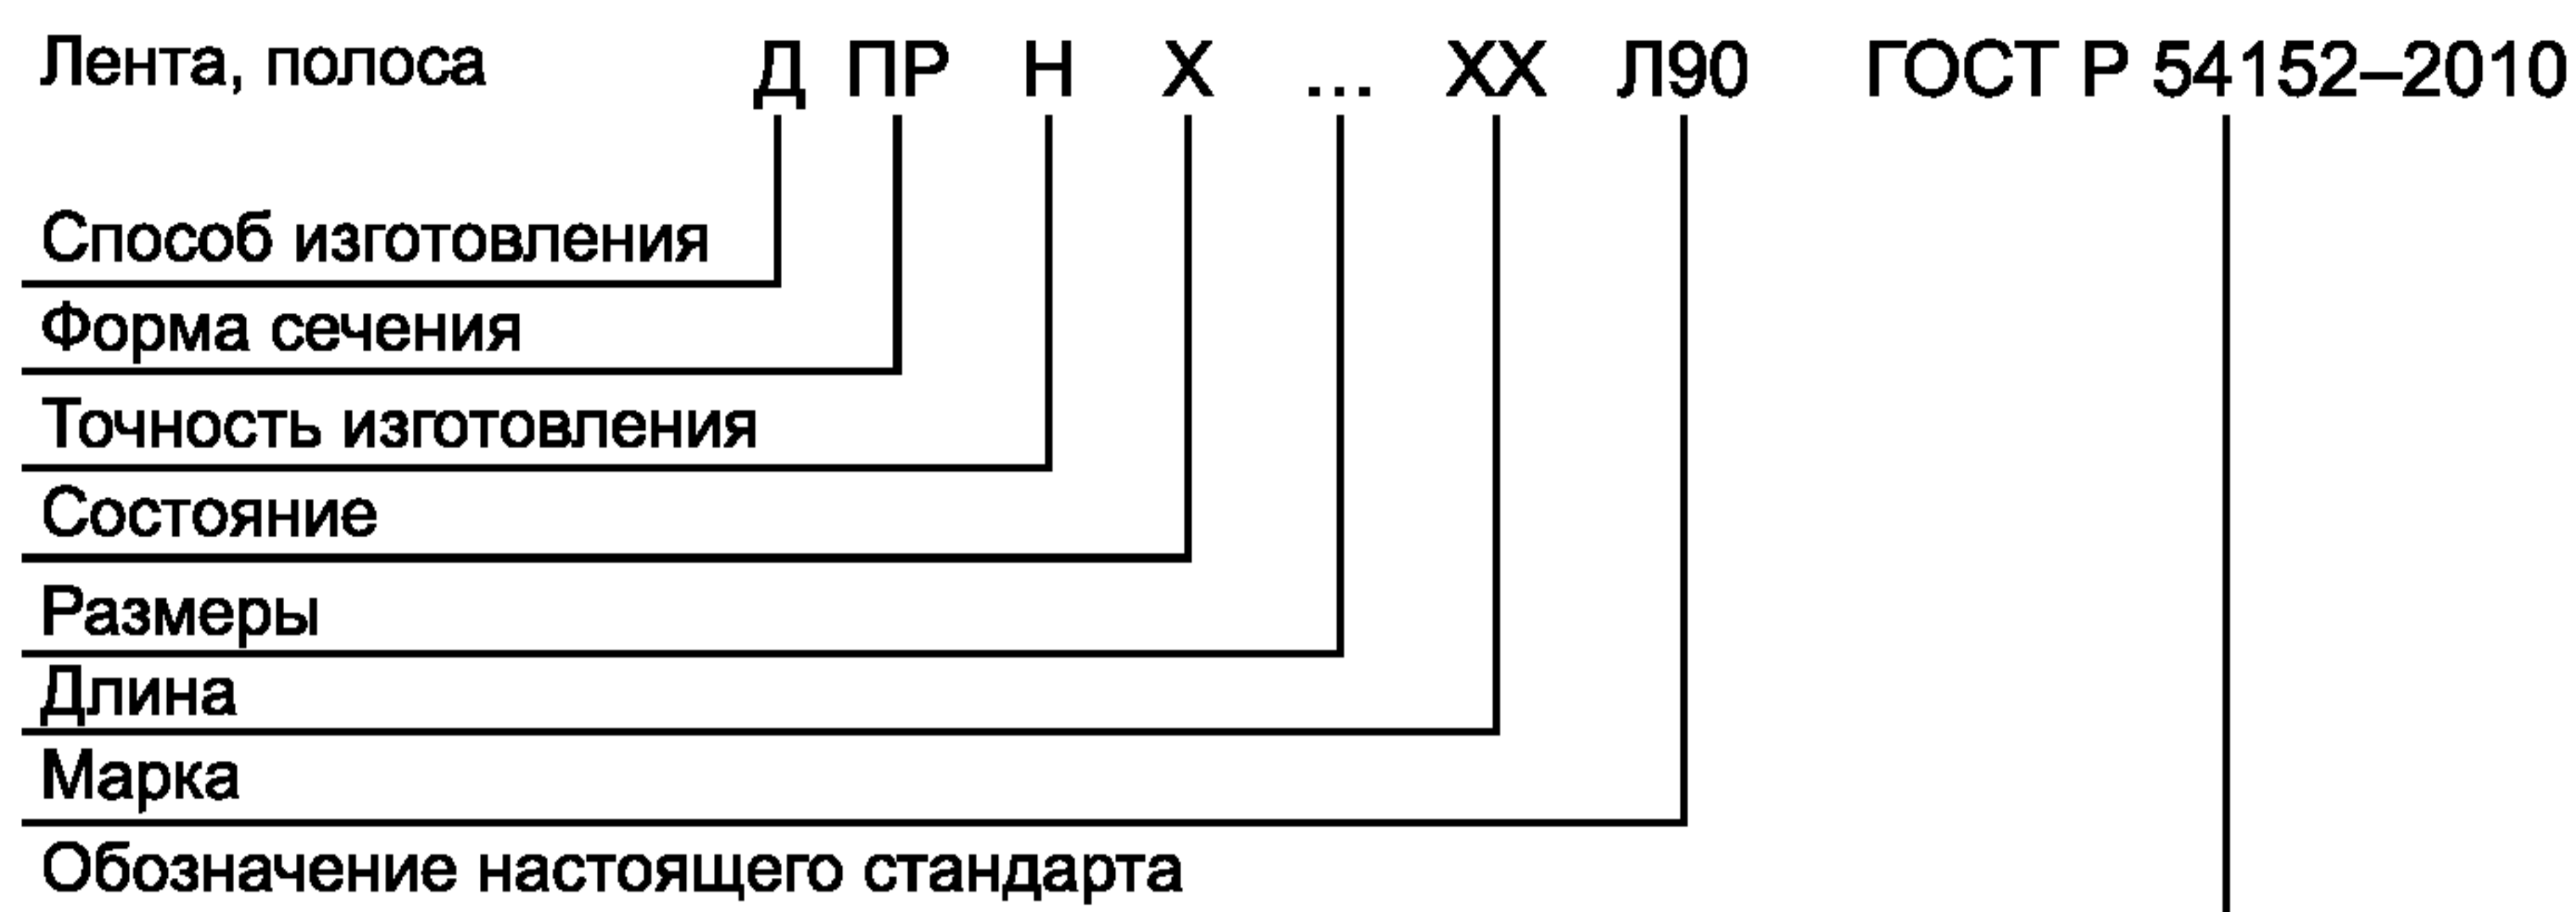 Лента, полоса Д ПР Н Х ... ХХ Л90 ГОСТ Р 54152–2010
Способ изготовления
Форма сечения
Точность изготовления
Состояние
Размеры
Длина
Марка
Обозначение настоящего стандарта